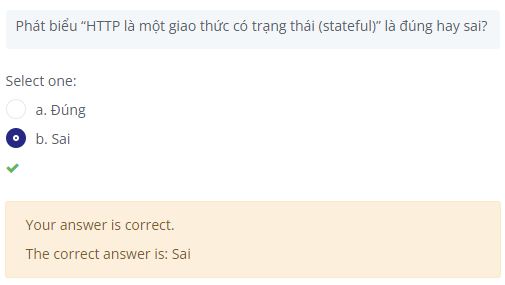 Phát biểu “HTTP là một giao thức có trạng thái (stateful)” là đúng hay sai?
Select one:
a. Đúng
b. Sai
Your answer is correct.
The correct answer is: Sai